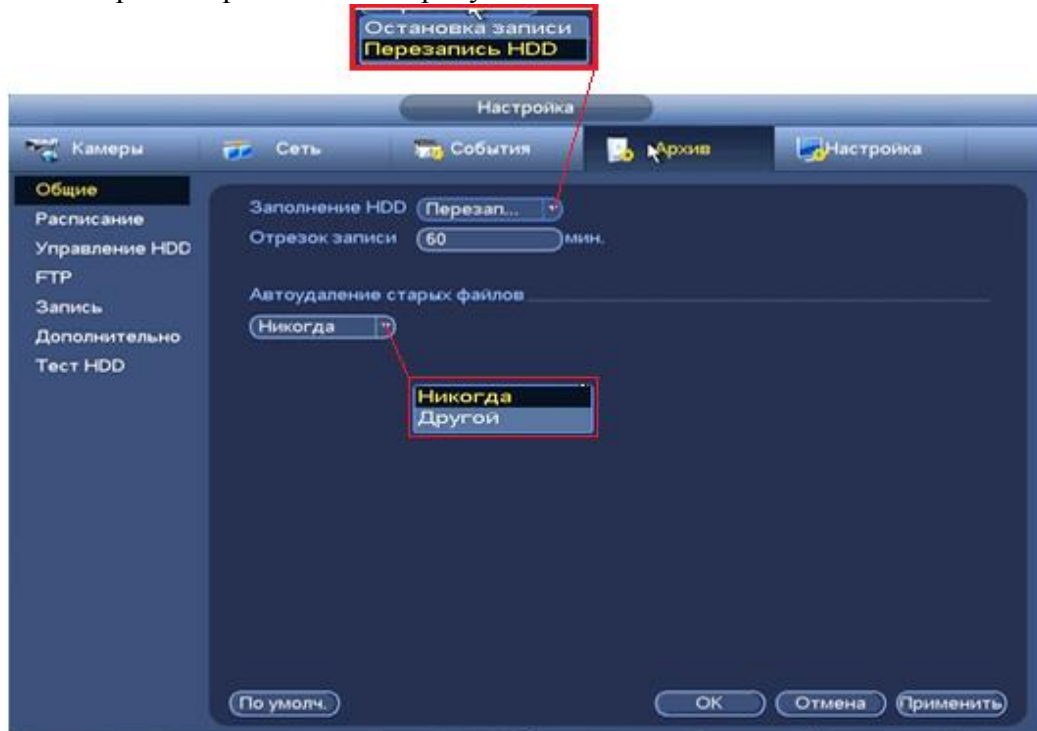 Остановка записи
Перезапись HDD
Настройка
Камеры Сеть События Архив Настройка
Общие
Расписание
Управление HDD
FTP
Запись
Дополнительно
Тест HDD
Заполнение HDD Перезап...
Отрезок записи 60 мин.
Автоудаление старых файлов
Никогда
Никогда
Другой
По умолч. OK Отмена Применить